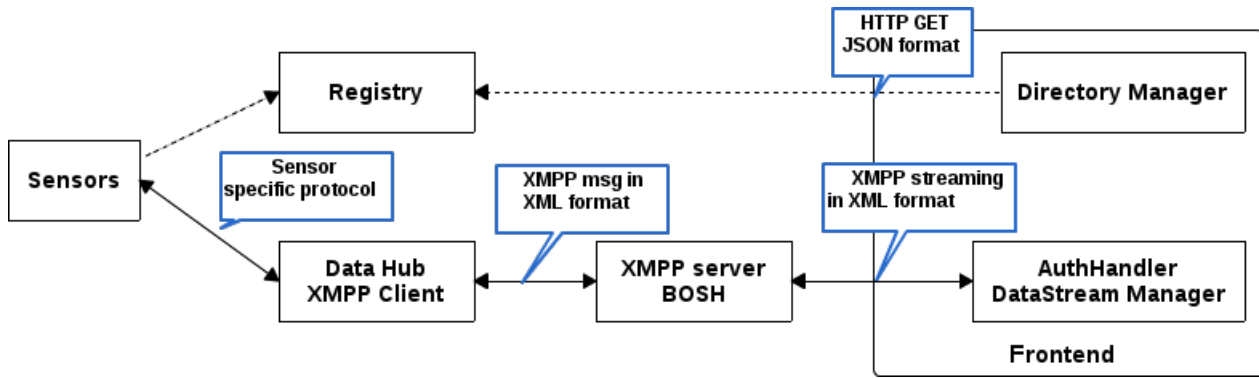 HTTP GET
JSON format
Registry
Directory Manager
Sensors
Sensor
specific protocol
XMPP msg in
XML format
XMPP streaming
in XML format
Data Hub
XMPP Client
XMPP server
BOSH
AuthHandler
DataStream Manager
Frontend